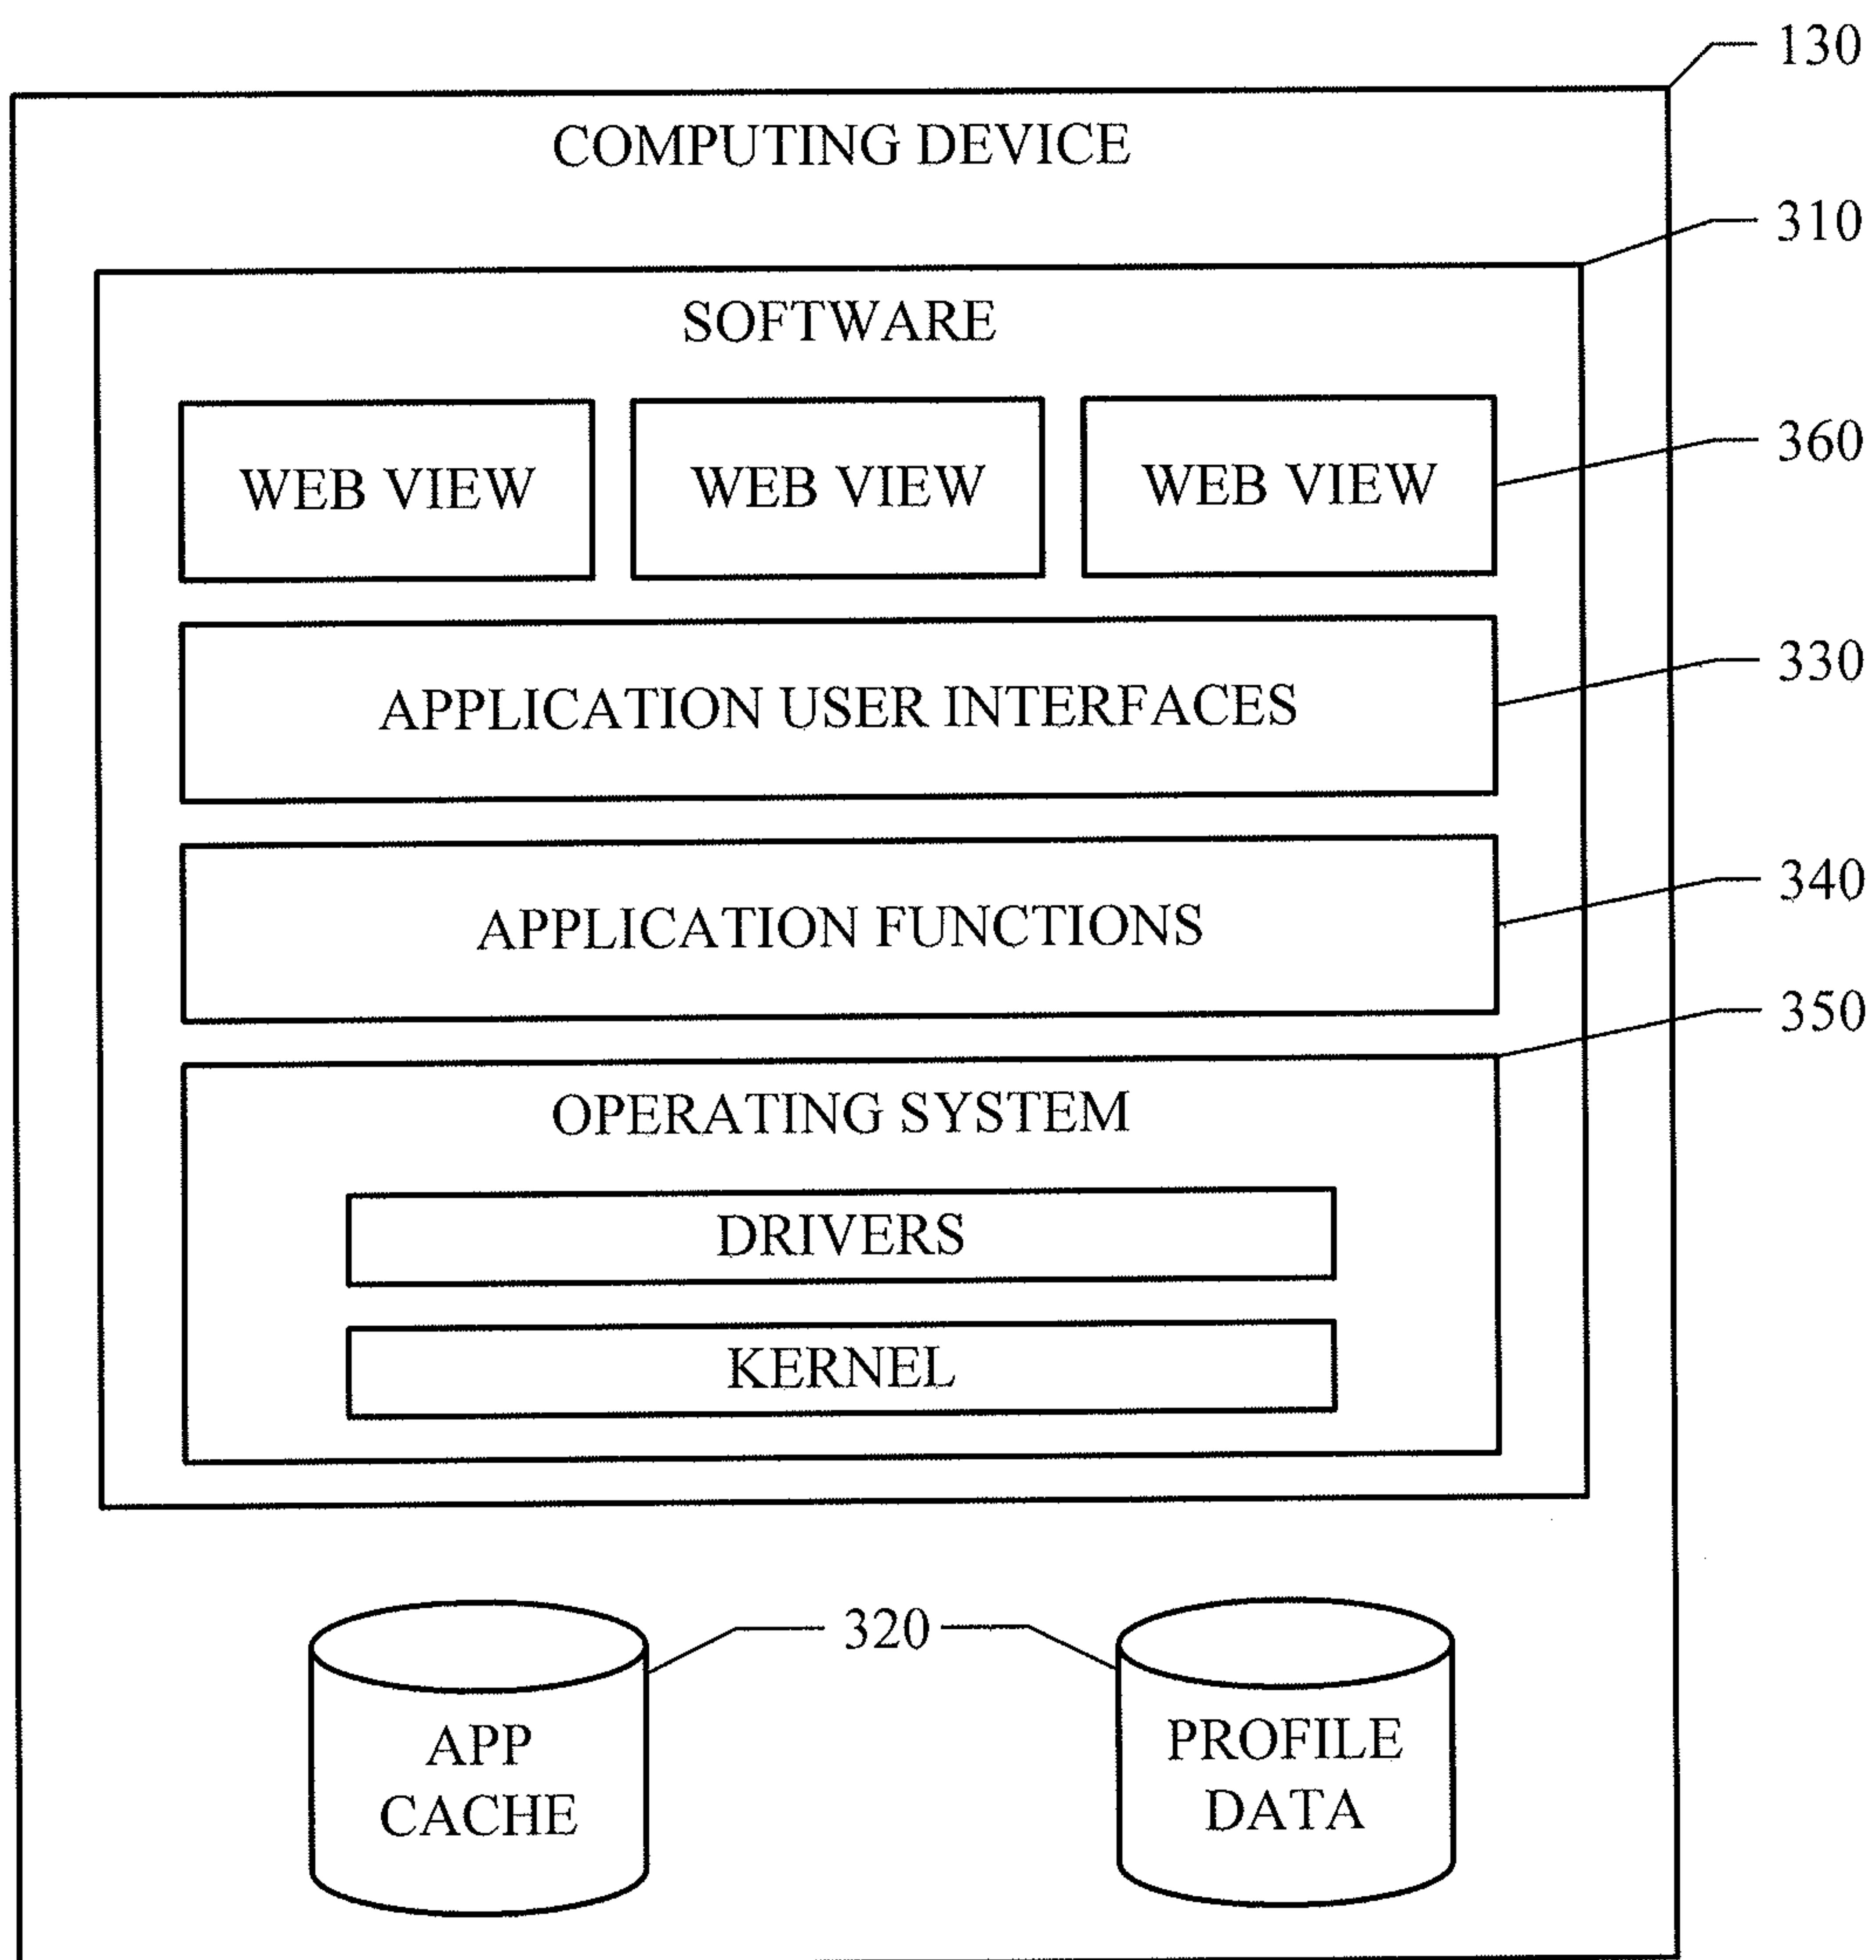 130
COMPUTING DEVICE
310
SOFTWARE
360
WEB VIEW WEB VIEW WEB VIEW
330
APPLICATION USER INTERFACES
340
APPLICATION FUNCTIONS
350
OPERATING SYSTEM
DRIVERS
KERNEL
320
APP
CACHE
PROFILE
DATA